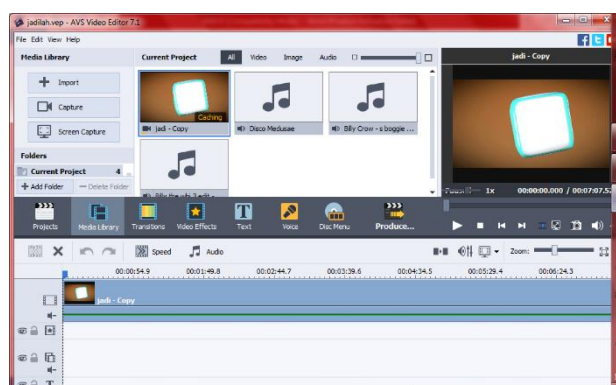 jadilah.vep - AVS Video Editor 7.1
File Edit View Help
Media Library
Current Project
All Video Image Audio
jadi - Copy
Import
Capture
Screen Capture
Caching
jadi - Copy
Disco Medusae
Billy Crow - s boggie ...
Folders
Current Project 4
+ Add Folder
Delete Folder
1x
00:00:00.000 / 00:07:07.52
Projects
Media Library
Transitions
Video Effects
Text
Voice
Disc Menu
Produce...
Speed
Audio
Zoom:
00:00:54.9 00:01:49.8 00:02:44.7 00:03:39.6 00:04:34.5 00:05:29.4 00:06:24.3
jadi - Copy
T